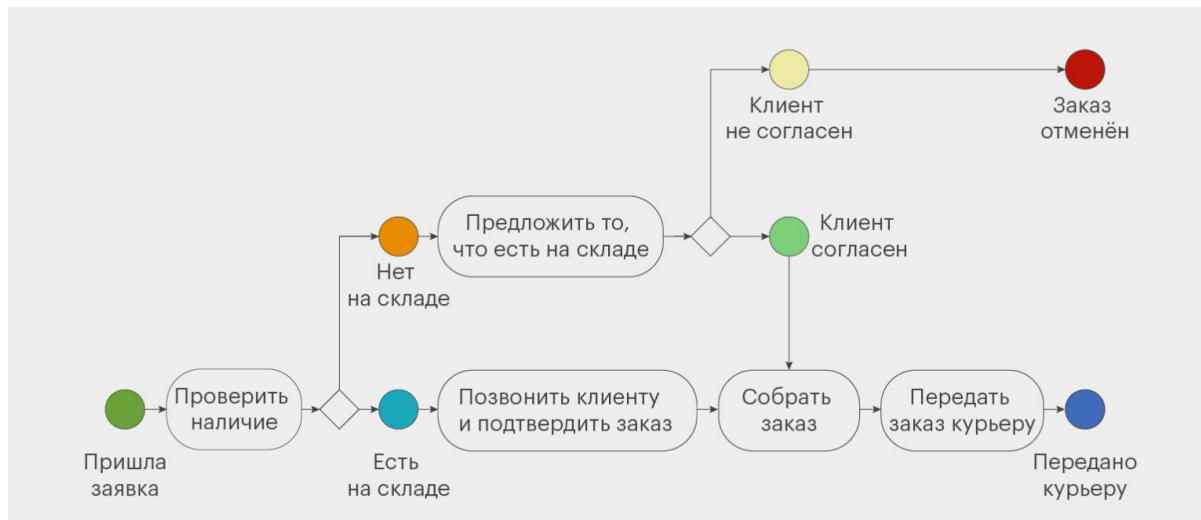 Клиент
не согласен
Заказ
отменён
Предложить то,
что есть на складе
Клиент
согласен
Нет
на складе
Проверить
наличие
Позвонить клиенту
и подтвердить заказ
Собрать
заказ
Передать
заказ курьеру
Пришла
заявка
Есть
на складе
Передано
курьеру